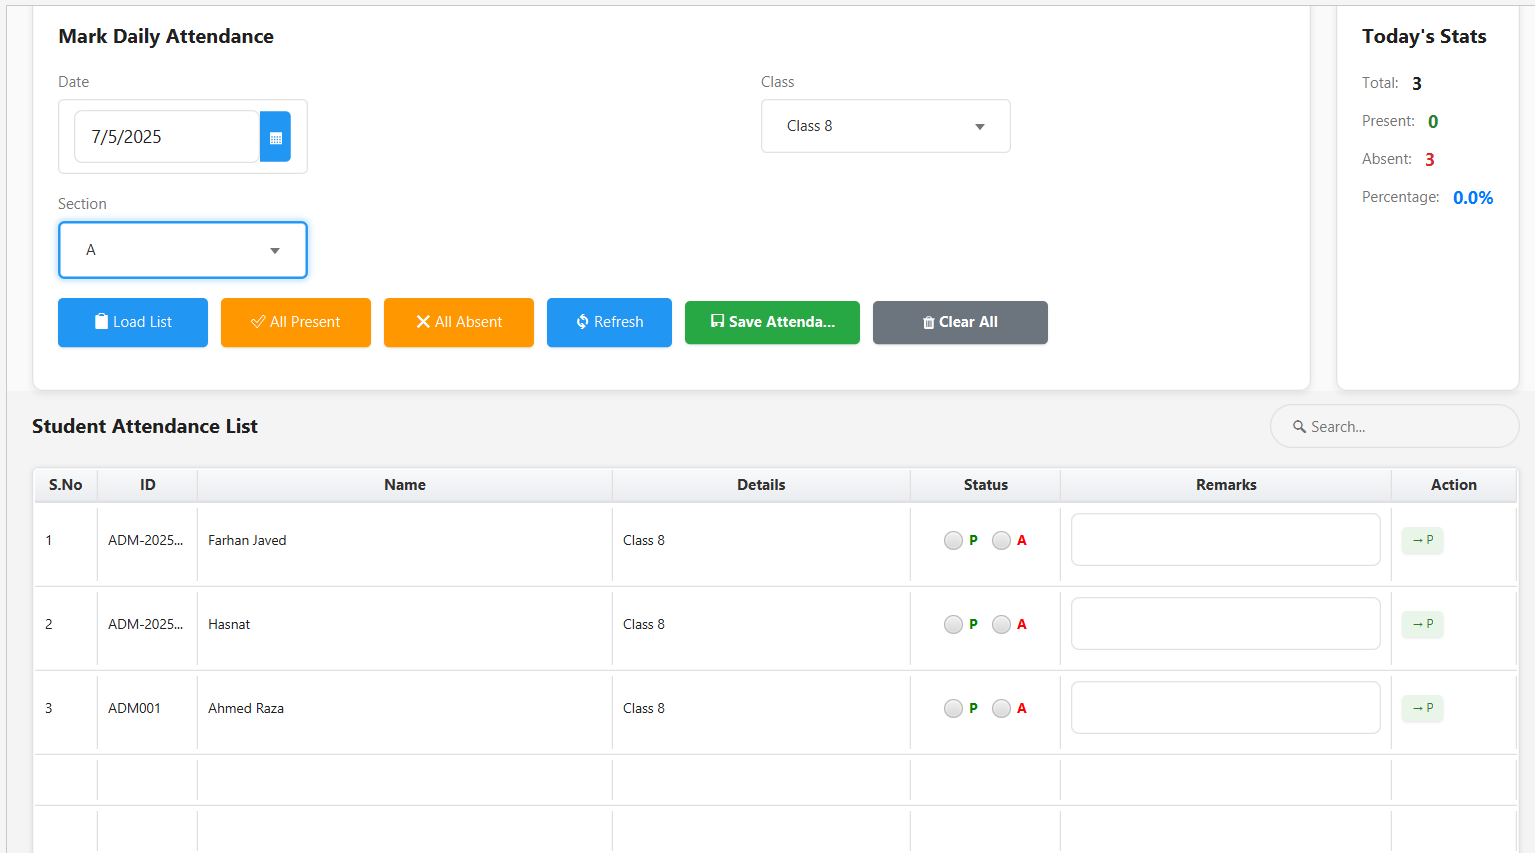 Mark Daily Attendance
Date
Class
7/5/2025
Class 8
Section
A
Load List
All Present
All Absent
Refresh
Save Attenda...
Clear All
Today's Stats
Total: 3
Present: 0
Absent: 3
Percentage: 0.0%
Student Attendance List
Search...
S.No ID Name Details Status Remarks Action
1 ADM-2025... Farhan Javed Class 8 P A → P
2 ADM-2025... Hasnat Class 8 P A → P
3 ADM001 Ahmed Raza Class 8 P A → P